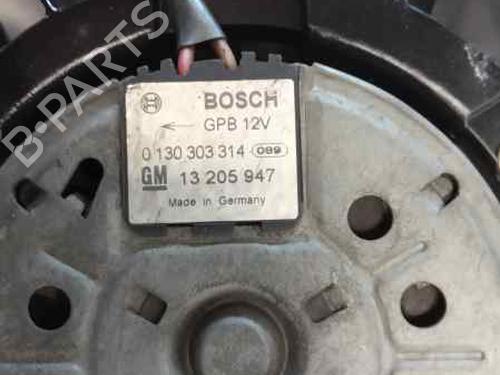 BOSCH
GPB 12V
0 130 303 314 089
GM 13 205 947
Made in Germany
B-PARTS